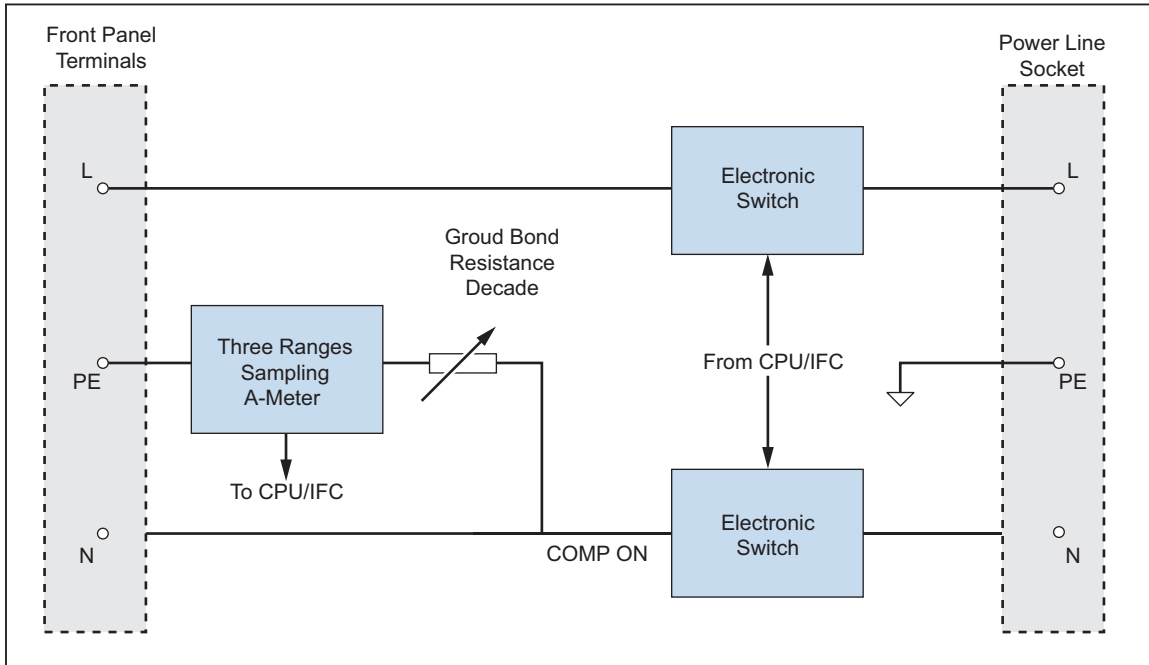 Front Panel
Terminals
Power Line
Socket
L
Electronic
Switch
L
Groud Bond
Resistance
Decade
Three Ranges
Sampling
A-Meter
PE
From CPU/IFC
PE
To CPU/IFC
N
COMP ON
Electronic
Switch
N